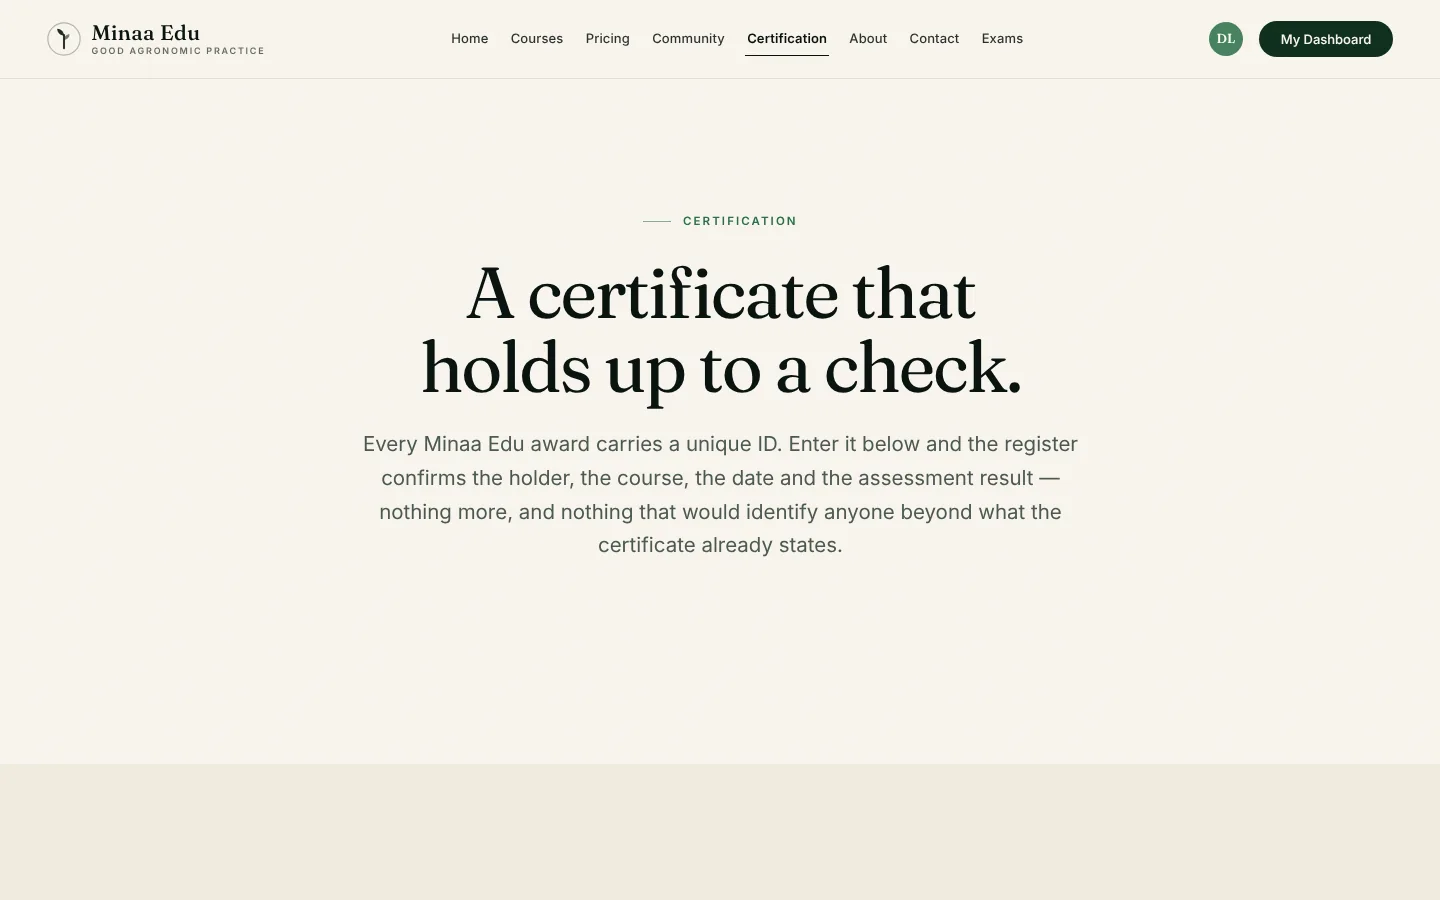 Minaa Edu
GOOD AGRONOMIC PRACTICE
Home Courses Pricing Community Certification About Contact Exams
DL
My Dashboard
CERTIFICATION
A certificate that
holds up to a check.
Every Minaa Edu award carries a unique ID. Enter it below and the register
confirms the holder, the course, the date and the assessment result —
nothing more, and nothing that would identify anyone beyond what the
certificate already states.